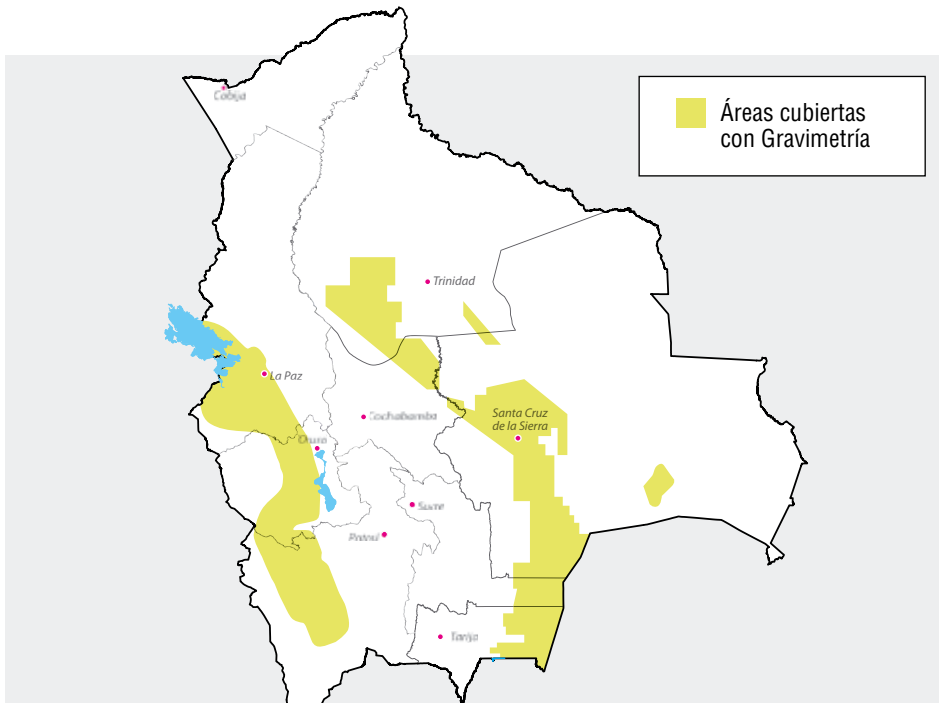 Cobija
Áreas cubiertas
con Gravimetría
Trinidad
La Paz
Cochabamba
Santa Cruz
de la Sierra
Oruro
Sucre
Potosí
Tarija